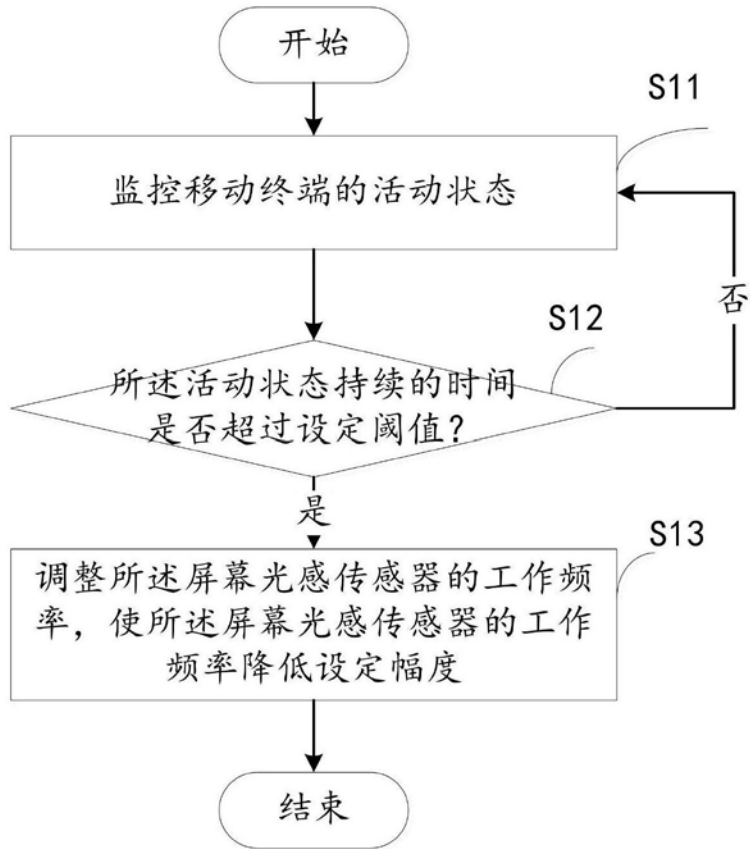 开始
S11
监控移动终端的活动状态
否
S12
所述活动状态持续的时间
是否超过设定阈值?
是
S13
调整所述屏幕光感传感器的工作频
率，使所述屏幕光感传感器的工作
频率降低设定幅度
结束